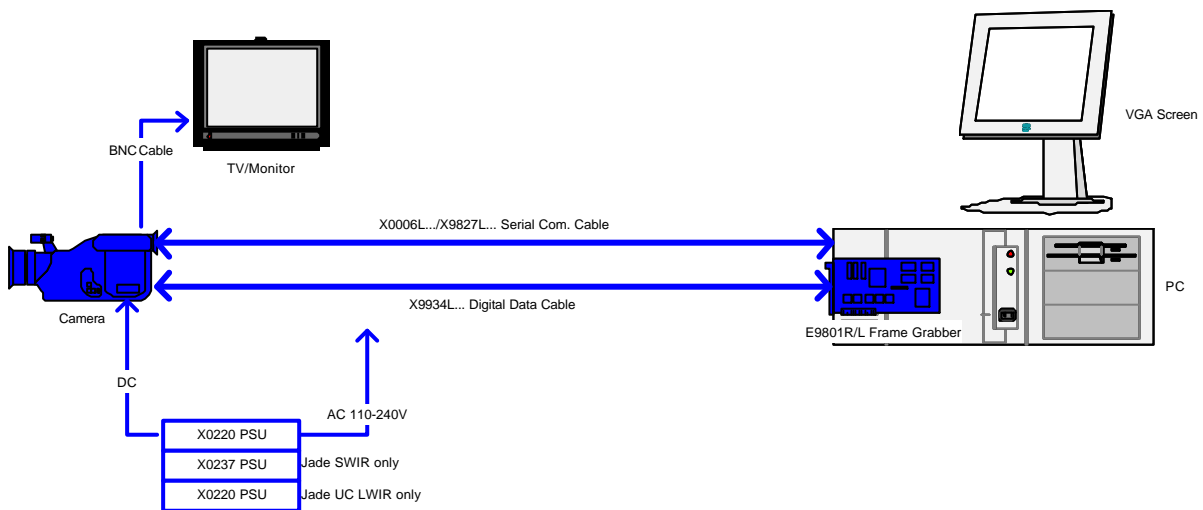 VGA Screen
BNC Cable
TV/Monitor
X0006L.../X9827L... Serial Com. Cable
PC
X9934L... Digital Data Cable
Camera
E9801R/L Frame Grabber
DC
AC 110-240V
X0220 PSU
X0237 PSU
Jade SWIR only
X0220 PSU
Jade UC LWIR only